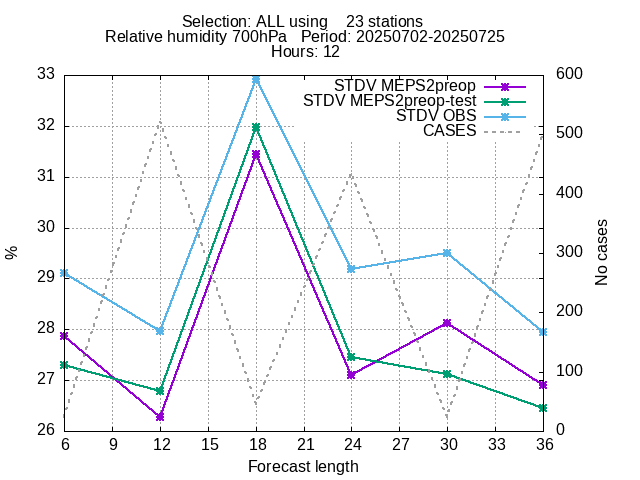 Selection: ALL using    23 stations
Relative humidity 700hPa   Period: 20250702-20250725
Hours: 12
STDV MEPS2preop
STDV MEPS2preop-test
STDV OBS
CASES
33
32
31
30
29
28
27
26
%
600
500
400
300
200
100
0
No cases
6 9 12 15 18 21 24 27 30 33 36
Forecast length